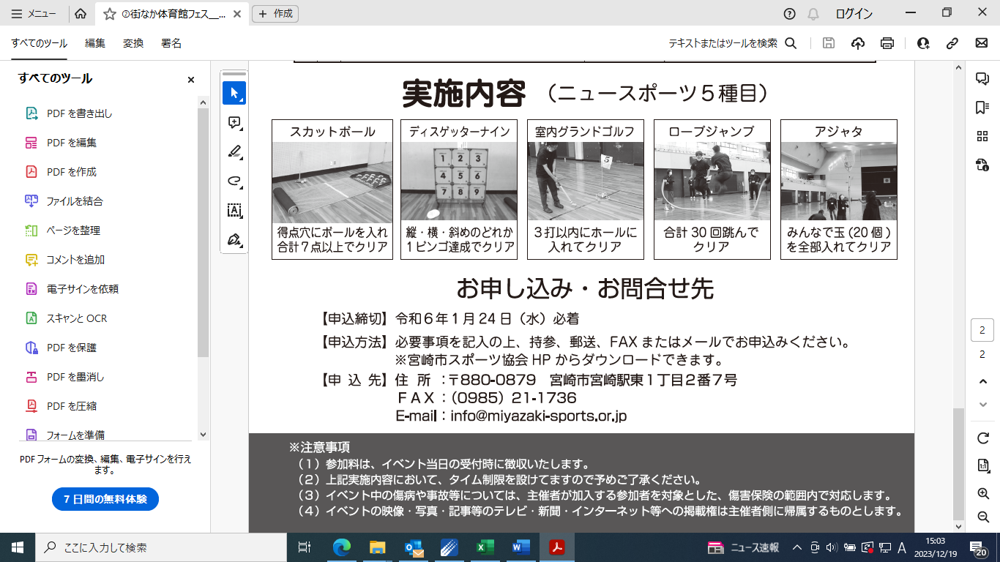 メニュー
②街なか体育館フェス__...
作成
ログイン
すべてのツール
編集
変換
署名
テキストまたはツールを検索
すべてのツール
PDF を書き出し
PDF を編集
PDF を作成
ファイルを結合
ページを整理
コメントを追加
電子サインを依頼
スキャンと OCR
PDF を保護
PDF を墨消し
PDF を圧縮
フォームを準備
PDF フォームの変換、編集、電子サインを行え
ます。
7 日間の無料体験
実施内容 （ニュースポーツ５種目）
スカットボール
得点穴にボールを入れ
合計７点以上でクリア
ディスゲッターナイン
1 2 3
4 5 6
7 8 9
縦・横・斜めのどれか
１ビンゴ達成でクリア
室内グランドゴルフ
5
３打以内にホールに
入れてクリア
ロープジャンプ
合計 30 回跳んで
クリア
アジャタ
みんなで玉 (20 個 )
を全部入れてクリア
お申し込み・お問合せ先
【申込締切】令和６年１月 24 日（水）必着
【申込方法】必要事項を記入の上、持参、郵送、FAX またはメールでお申込みください。
※宮崎市スポーツ協会 HP からダウンロードできます。
【申 込 先】住 所 ：〒880-0879 宮崎市宮崎駅東１丁目２番７号
ＦＡＸ：（0985）21-1736
E-mail：info@miyazaki-sports.or.jp
※注意事項
（１）参加料は、イベント当日の受付時に徴収いたします。
（２）上記実施内容において、タイム制限を設けてますので予めご了承ください。
（３）イベント中の傷病や事故等については、主催者が加入する参加者を対象とした、傷害保険の範囲内で対応します。
（４）イベントの映像・写真・記事等のテレビ・新聞・インターネット等への掲載権は主催者側に帰属するものとします。
2
2
1:1
ここに入力して検索
ニュース速報
A
15:03
2023/12/19
20